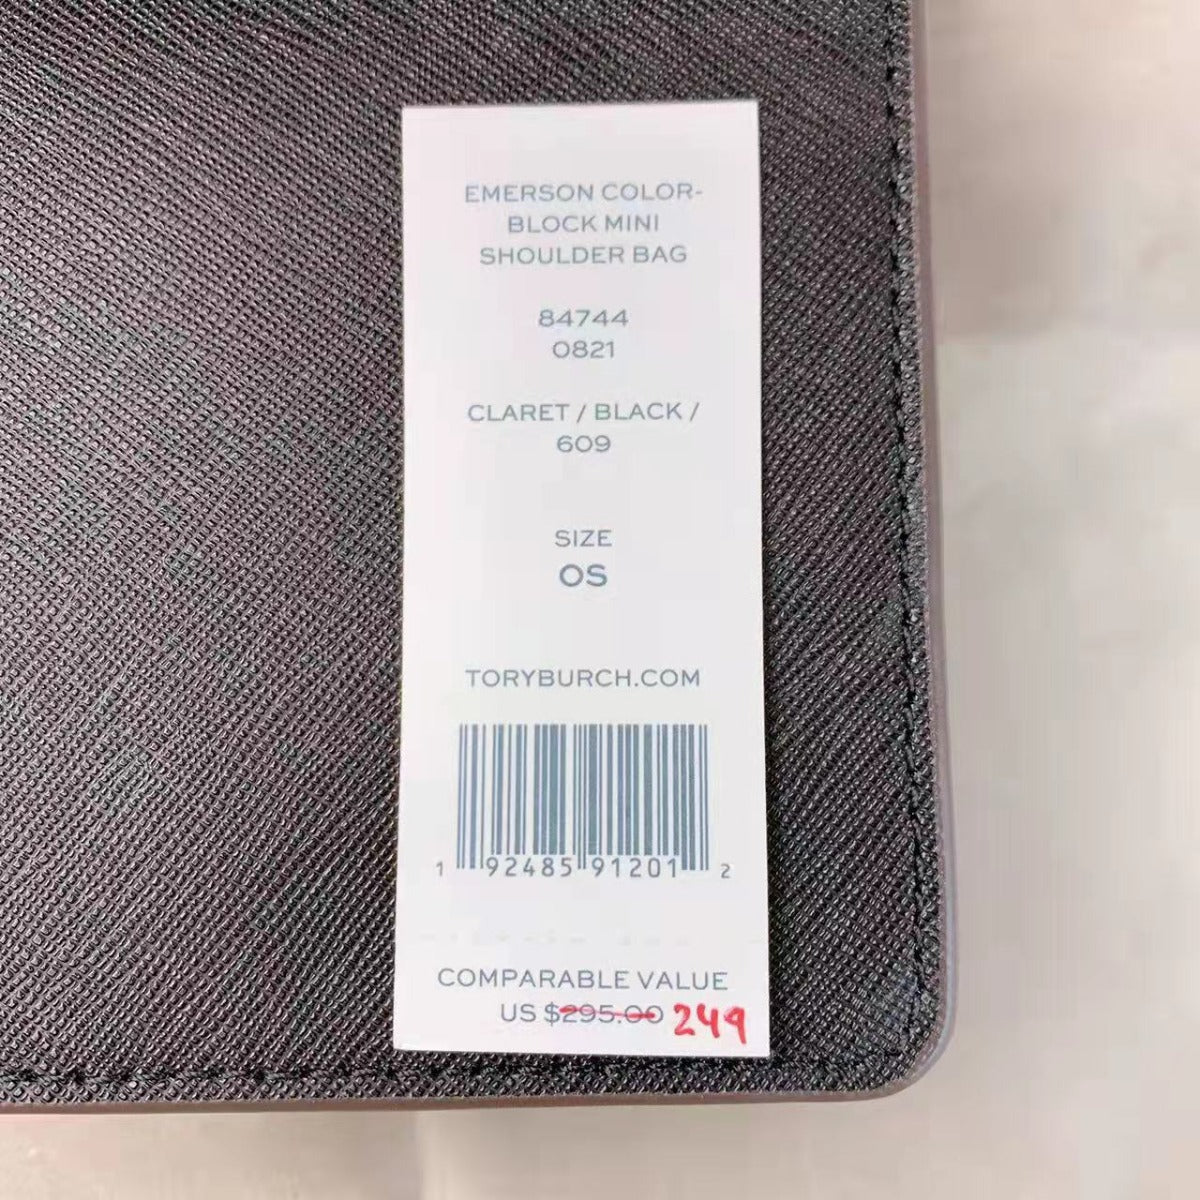 EMERSON COLOR-
BLOCK MINI
SHOULDER BAG
84744
0821
CLARET / BLACK /
609
SIZE
OS
TORYBURCH.COM
1 92485 91201 2
COMPARABLE VALUE
US $295.00 249